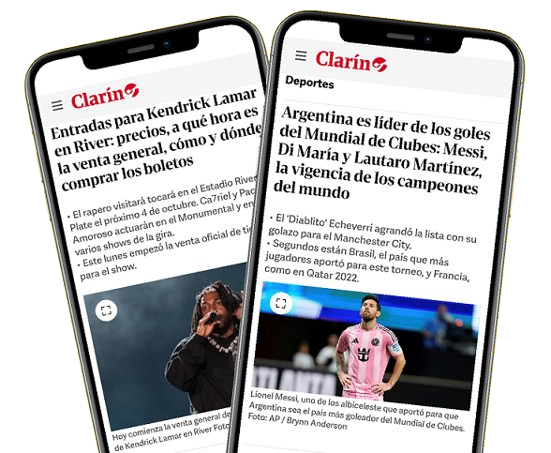 Clarín
Entradas para Kendrick Lamar
en River: precios, a qué hora es
la venta general, cómo y dónde
comprar los boletos
• El rapero visitará tocará en el Estadio River
Plate el próximo 4 de octubre. Ca7riel y Pac
Amoroso actuarán en el Monumental y en
varios shows de la gira.
• Este lunes empezó la venta oficial de
para el show.
Hoy comienza la venta general de
de Kendrick Lamar en River Foto
Clarín
Deportes
Argentina es líder de los goles
del Mundial de Clubes: Messi,
Di María y Lautaro Martínez,
la vigencia de los campeones
del mundo
• El 'Diablito' Echeverri agrandó la lista con su
golazo para el Manchester City.
• Segundos están Brasil, el país que más
jugadores aportó para este torneo, y Francia,
como en Qatar 2022.
Lionel Messi, uno de los albiceleste que aportó para que
Argentina sea el país más goleador del Mundial de Clubes.
Foto: AP / Brynn Anderson